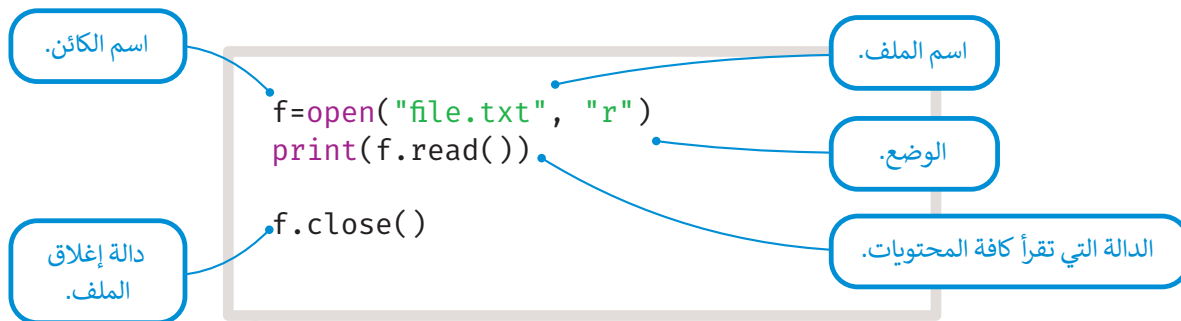 اسم الكائن.
اسم الملف.
f=open("file.txt", "r")
print(f.read())
الوضع.
f.close()
دالة إغلاق
الملف.
الدالة التي تقرأ كافة المحتويات.